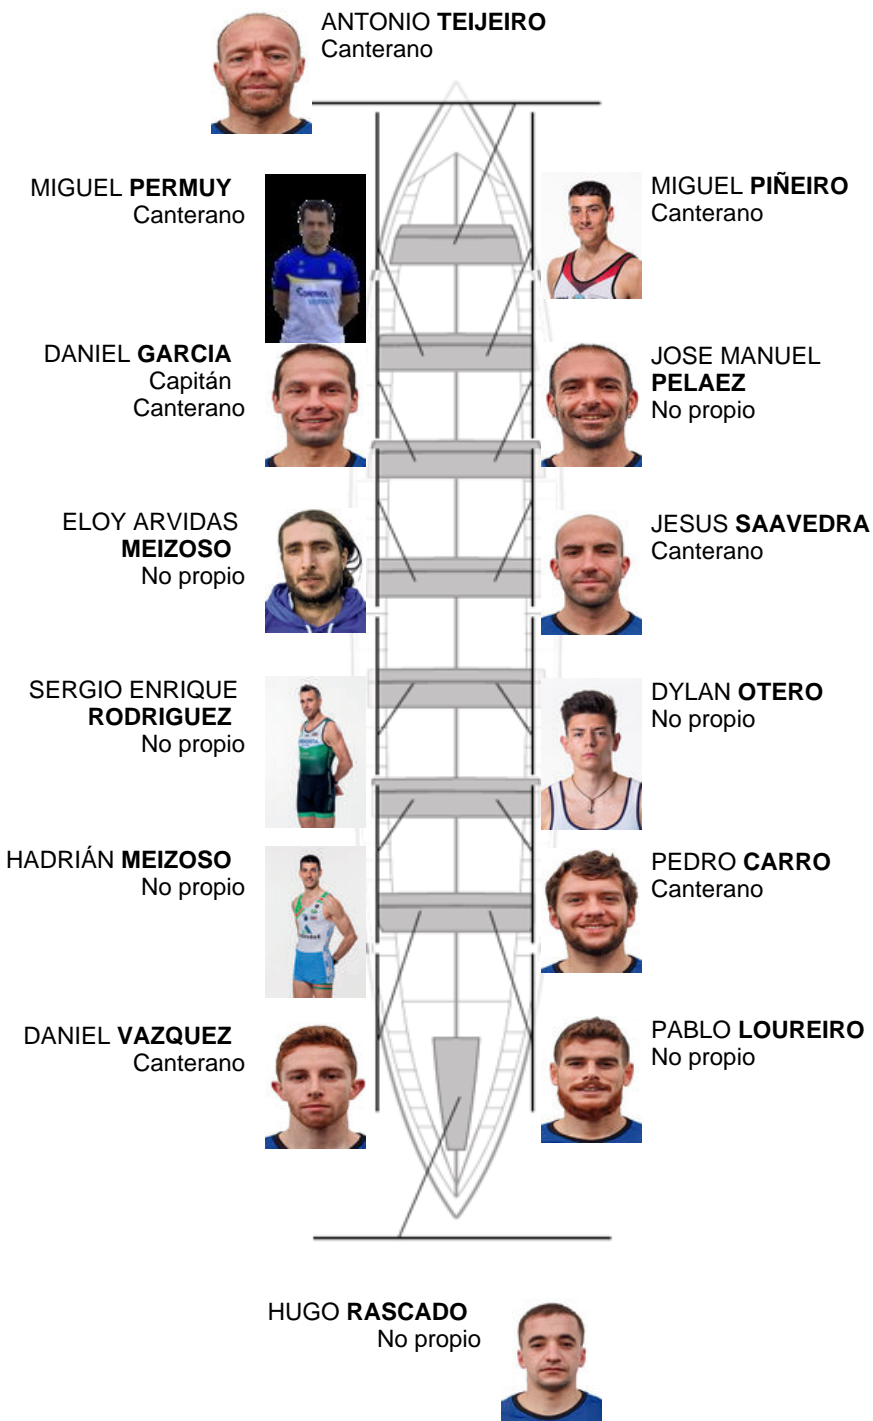 ANTONIO TEIJEIRO
Canterano
MIGUEL PERMUY
Canterano
MIGUEL PIÑEIRO
Canterano
DANIEL GARCIA
Capitán
Canterano
JOSE MANUEL
PELAEZ
No propio
ELOY ARVIDAS
MEIZOSO
No propio
JESUS SAAVEDRA
Canterano
SERGIO ENRIQUE
RODRIGUEZ
No propio
DYLAN OTERO
No propio
HADRIÁN MEIZOSO
No propio
PEDRO CARRO
Canterano
DANIEL VAZQUEZ
Canterano
PABLO LOUREIRO
No propio
HUGO RASCADO
No propio